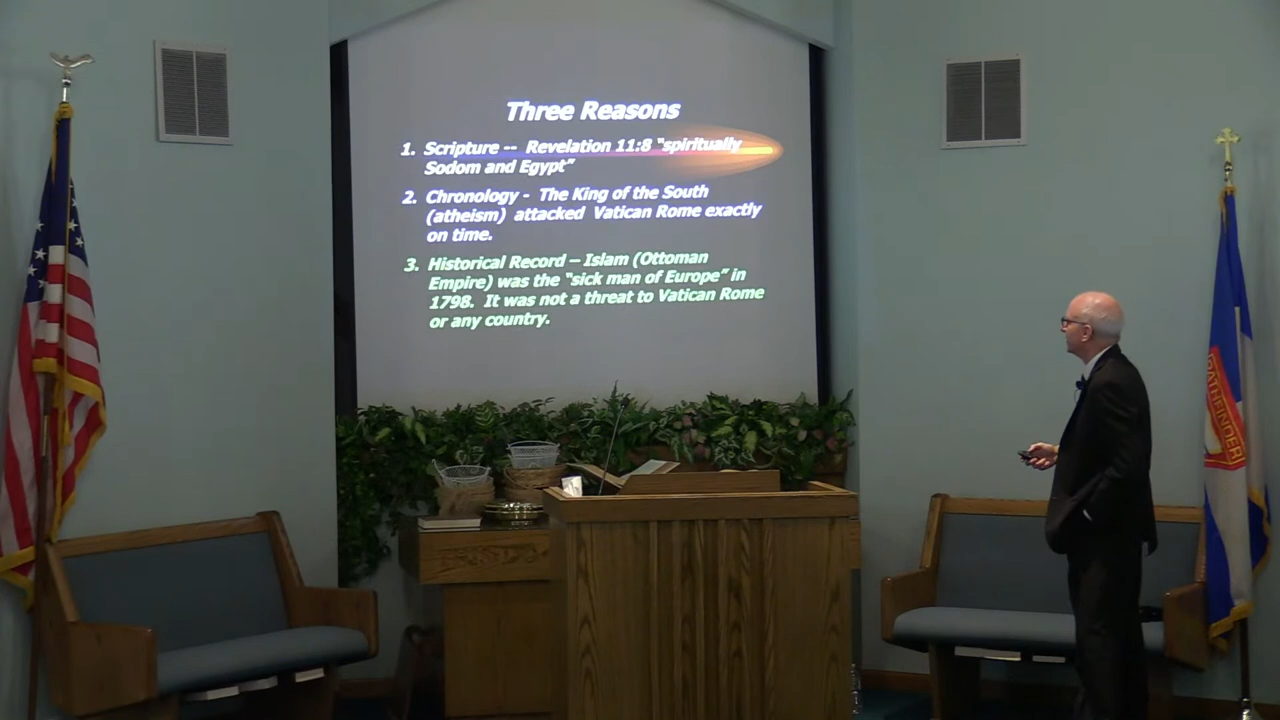 Three Reasons
1. Scripture -- Revelation 11:8 "spiritually
Sodom and Egypt"
2. Chronology - The King of the South
(atheism) attacked Vatican Rome exactly
on time.
3. Historical Record – Islam (Ottoman
Empire) was the "sick man of Europe" in
1798. It was not a threat to Vatican Rome
or any country.
PATHFINDER